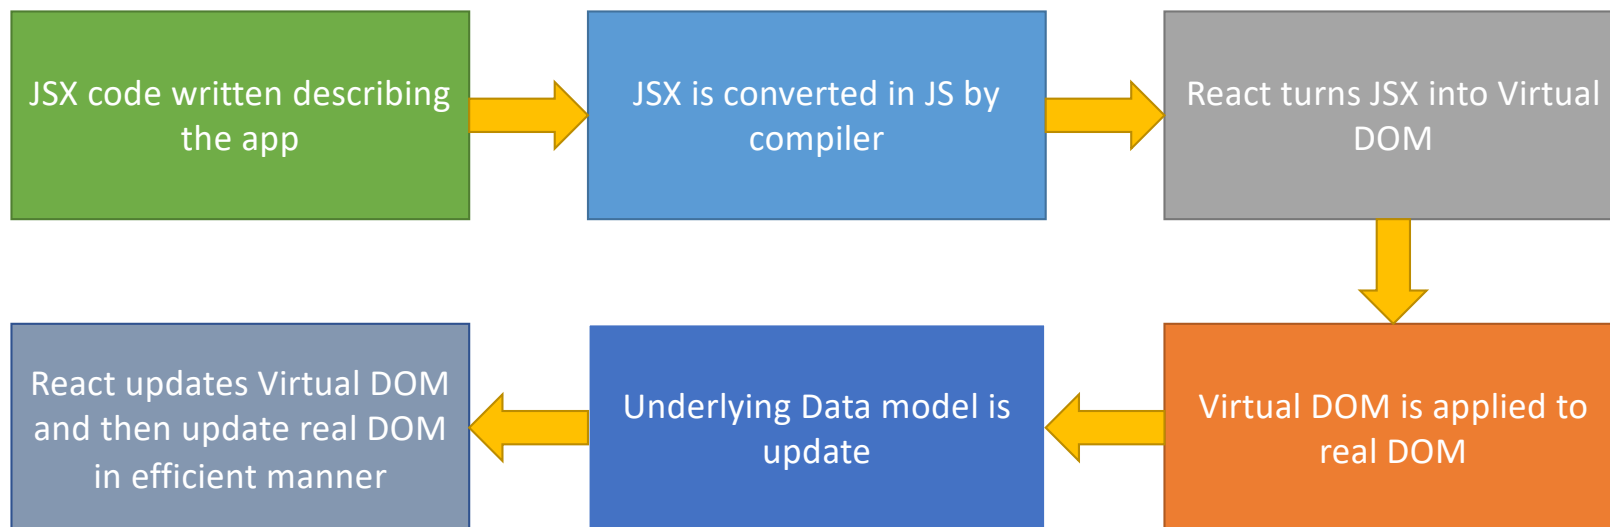 JSX code written describing
the app
JSX is converted in JS by
compiler
React turns JSX into Virtual
DOM
Virtual DOM is applied to
real DOM
Underlying Data model is
update
React updates Virtual DOM
and then update real DOM
in efficient manner